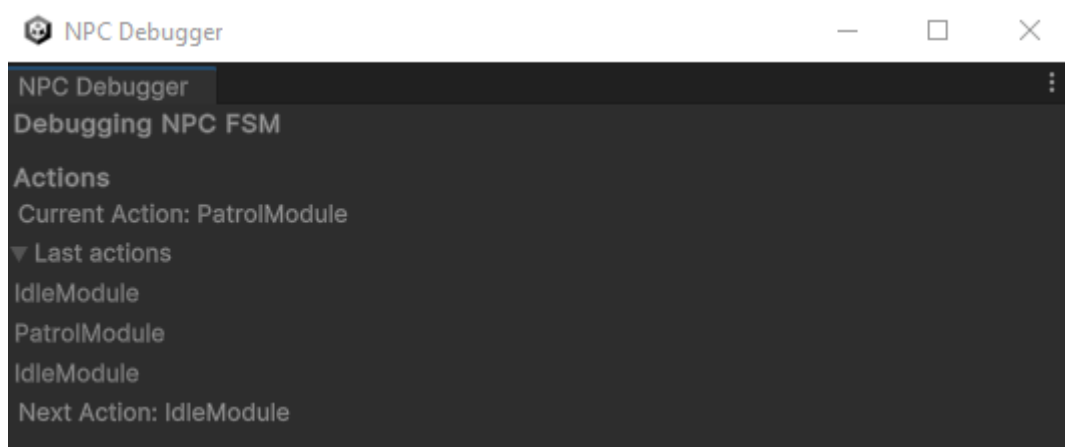 NPC Debugger
NPC Debugger
Debugging NPC FSM
Actions
Current Action: PatrolModule
Last actions
IdleModule
PatrolModule
IdleModule
Next Action: IdleModule